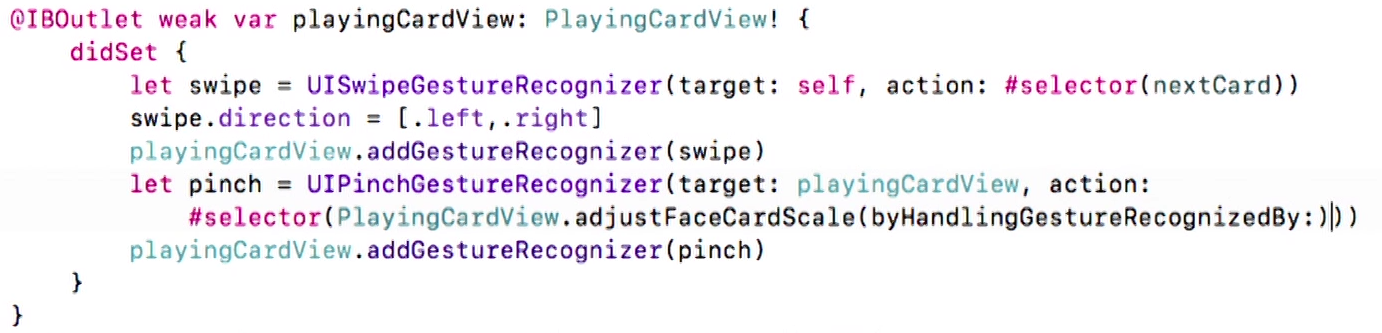 @IBOutlet weak var playingCardView: PlayingCardView! {
didSet {
let swipe = UISwipeGestureRecognizer(target: self, action: #selector(nextCard))
swipe.direction = [.left,.right]
playingCardView.addGestureRecognizer(swipe)
let pinch = UIPinchGestureRecognizer(target: playingCardView, action:
#selector(PlayingCardView.adjustFaceCardScale(byHandlingGestureRecognizedBy:)))
playingCardView.addGestureRecognizer(pinch)
}
}